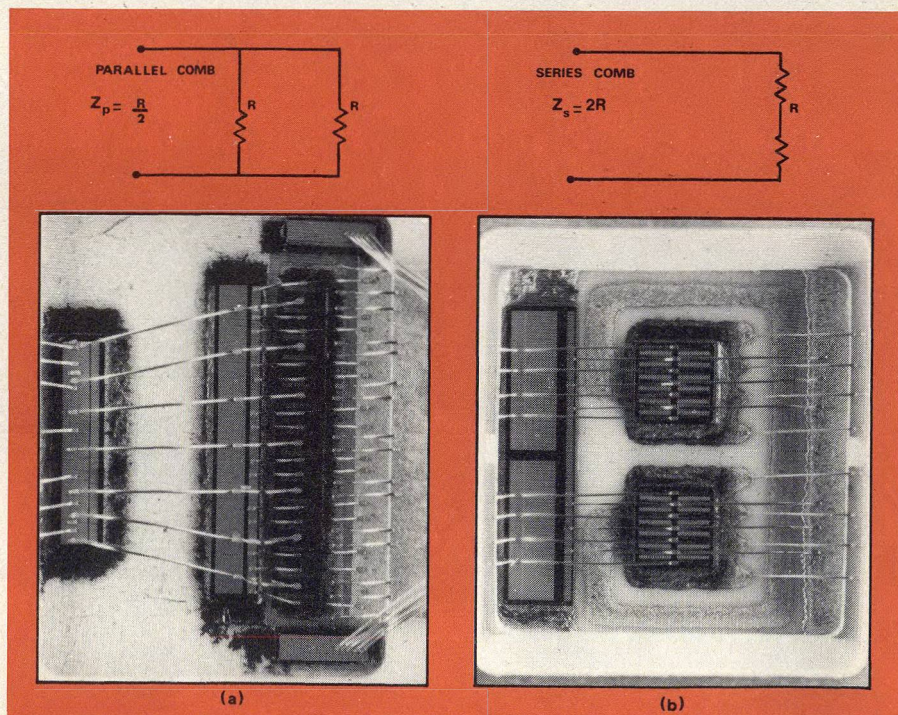 PARALLEL COMB
Zp = R/2
R
R
SERIES COMB
Zs = 2R
R
(a)
(b)